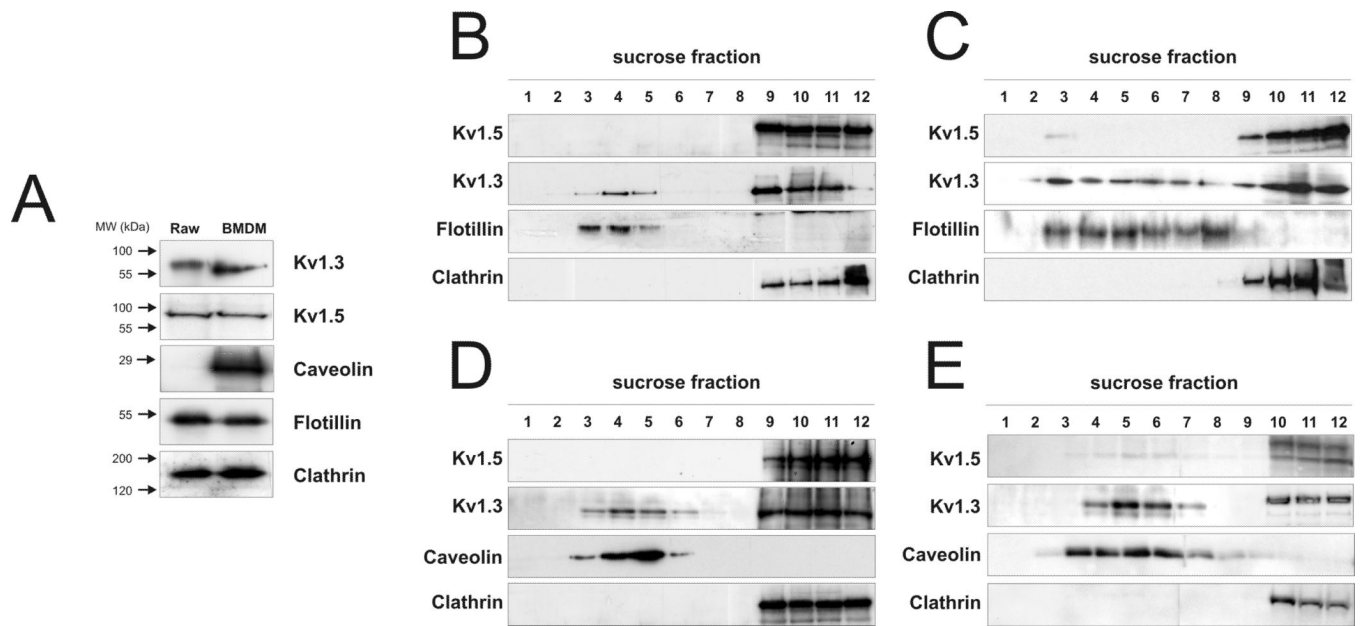 A
MW (kDa) Raw BMDM
100
55
Kv1.3
100
55
Kv1.5
29
Caveolin
55
Flotillin
200
120
Clathrin
B
sucrose fraction
1 2 3 4 5 6 7 8 9 10 11 12
Kv1.5
Kv1.3
Flotillin
Clathrin
C
sucrose fraction
1 2 3 4 5 6 7 8 9 10 11 12
Kv1.5
Kv1.3
Flotillin
Clathrin
D
sucrose fraction
1 2 3 4 5 6 7 8 9 10 11 12
Kv1.5
Kv1.3
Caveolin
Clathrin
E
sucrose fraction
1 2 3 4 5 6 7 8 9 10 11 12
Kv1.5
Kv1.3
Caveolin
Clathrin